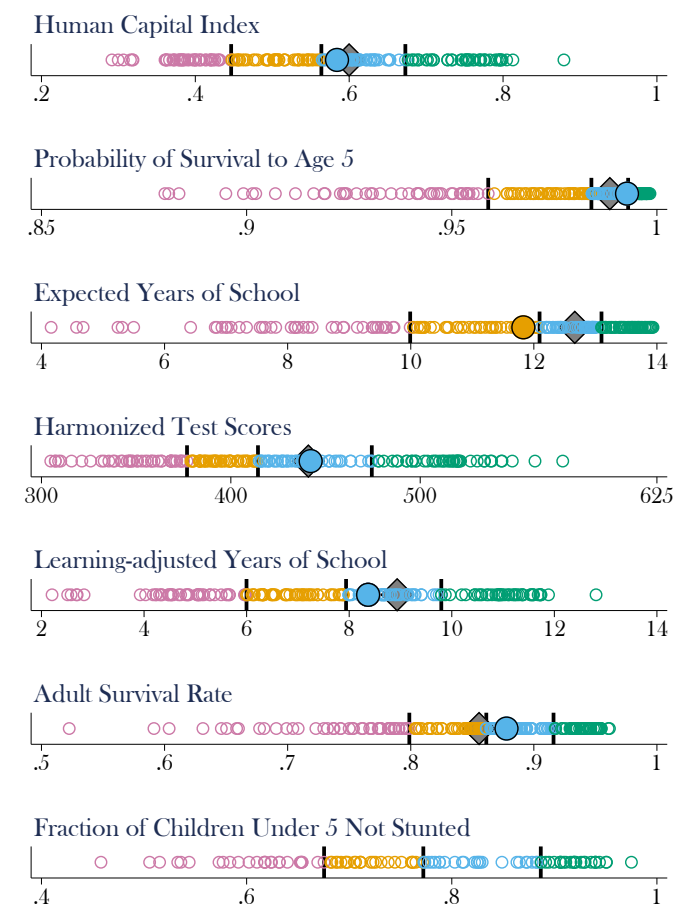 Human Capital Index
.2 .4 .6 .8 1
Probability of Survival to Age 5
.85 .9 .95 1
Expected Years of School
4 6 8 10 12 14
Harmonized Test Scores
300 400 500 625
Learning-adjusted Years of School
2 4 6 8 10 12 14
Adult Survival Rate
.5 .6 .7 .8 .9 1
Fraction of Children Under 5 Not Stunted
.4 .6 .8 1